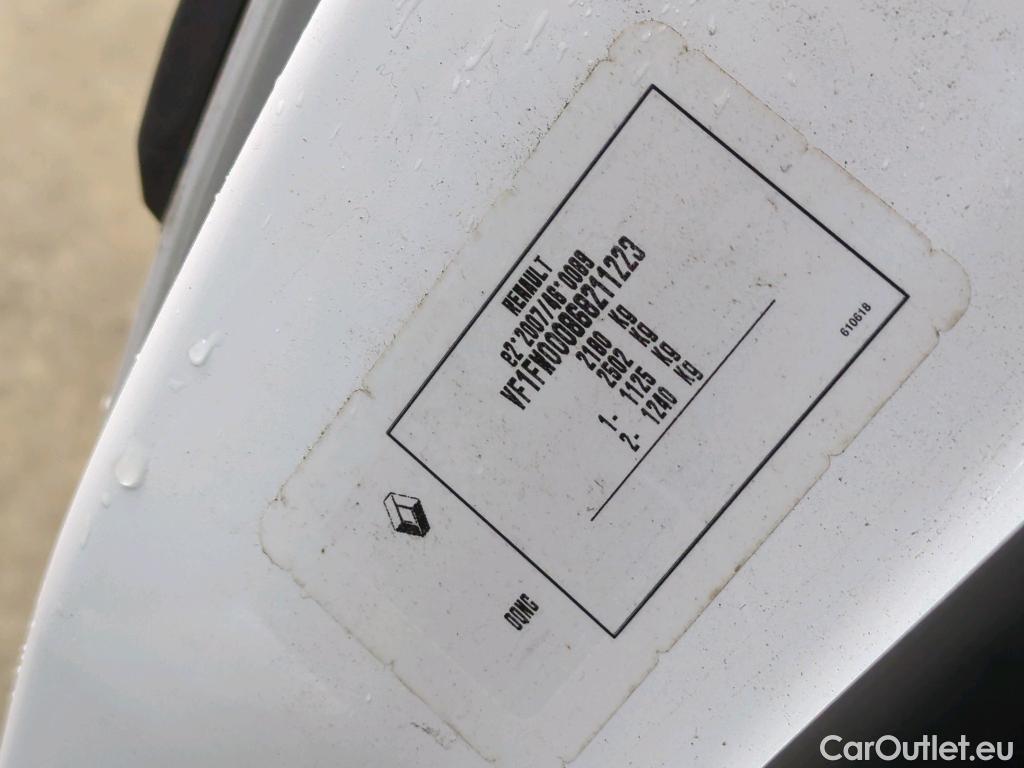 RENAULT
e2*2007/46*0089
VF1FW000868211223
2180 Kg
2502 Kg
1- 1125 Kg
2- 1240 Kg
610618
DQMG
CarOutlet.eu